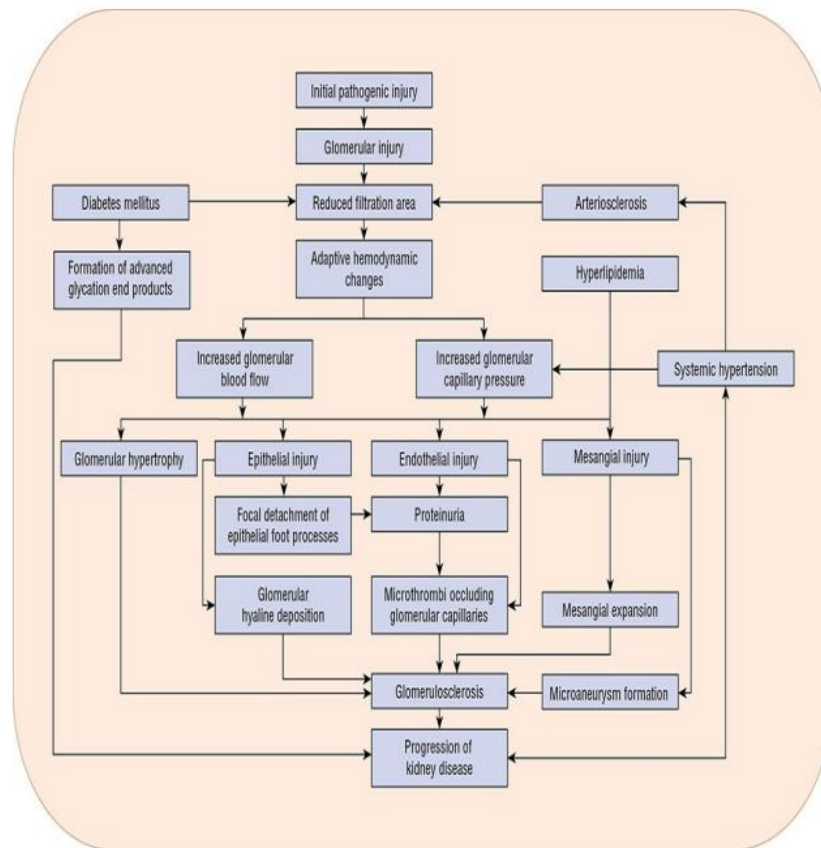 Initial pathogenic injury
Glomerular injury
Diabetes mellitus
Reduced filtration area
Arteriosclerosis
Formation of advanced
glycation end products
Adaptive hemodynamic
changes
Hyperlipidemia
Increased glomerular
blood flow
Increased glomerular
capillary pressure
Systemic hypertension
Glomerular hypertrophy
Epithelial injury
Endothelial injury
Mesangial injury
Focal detachment of
epithelial foot processes
Proteinuria
Glomerular
hyaline deposition
Microthrombi occluding
glomerular capillaries
Mesangial expansion
Glomerulosclerosis
Microaneurysm formation
Progression of
kidney disease